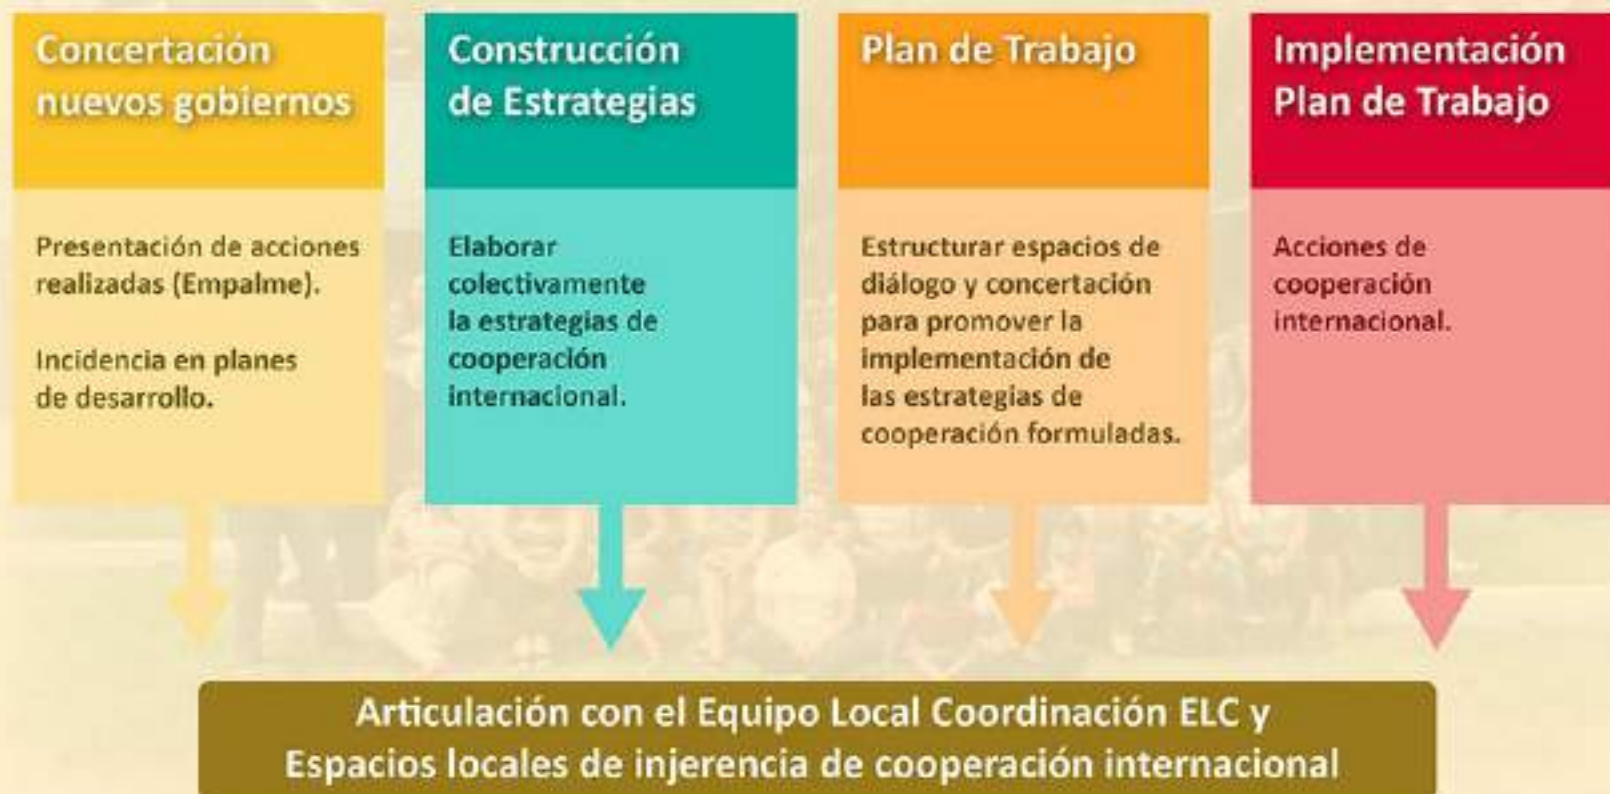 Concertación
nuevos gobiernos
Presentación de acciones
realizadas (Empalme).
Incidencia en planes
de desarrollo.
Construcción
de Estrategias
Elaborar
colectivamente
la estrategias de
cooperación
internacional.
Plan de Trabajo
Estructurar espacios de
diálogo y concertación
para promover la
implementación de
las estrategias de
cooperación formuladas.
Implementación
Plan de Trabajo
Acciones de
cooperación
internacional.
Articulación con el Equipo Local Coordinación ELC y
Espacios locales de injerencia de cooperación internacional